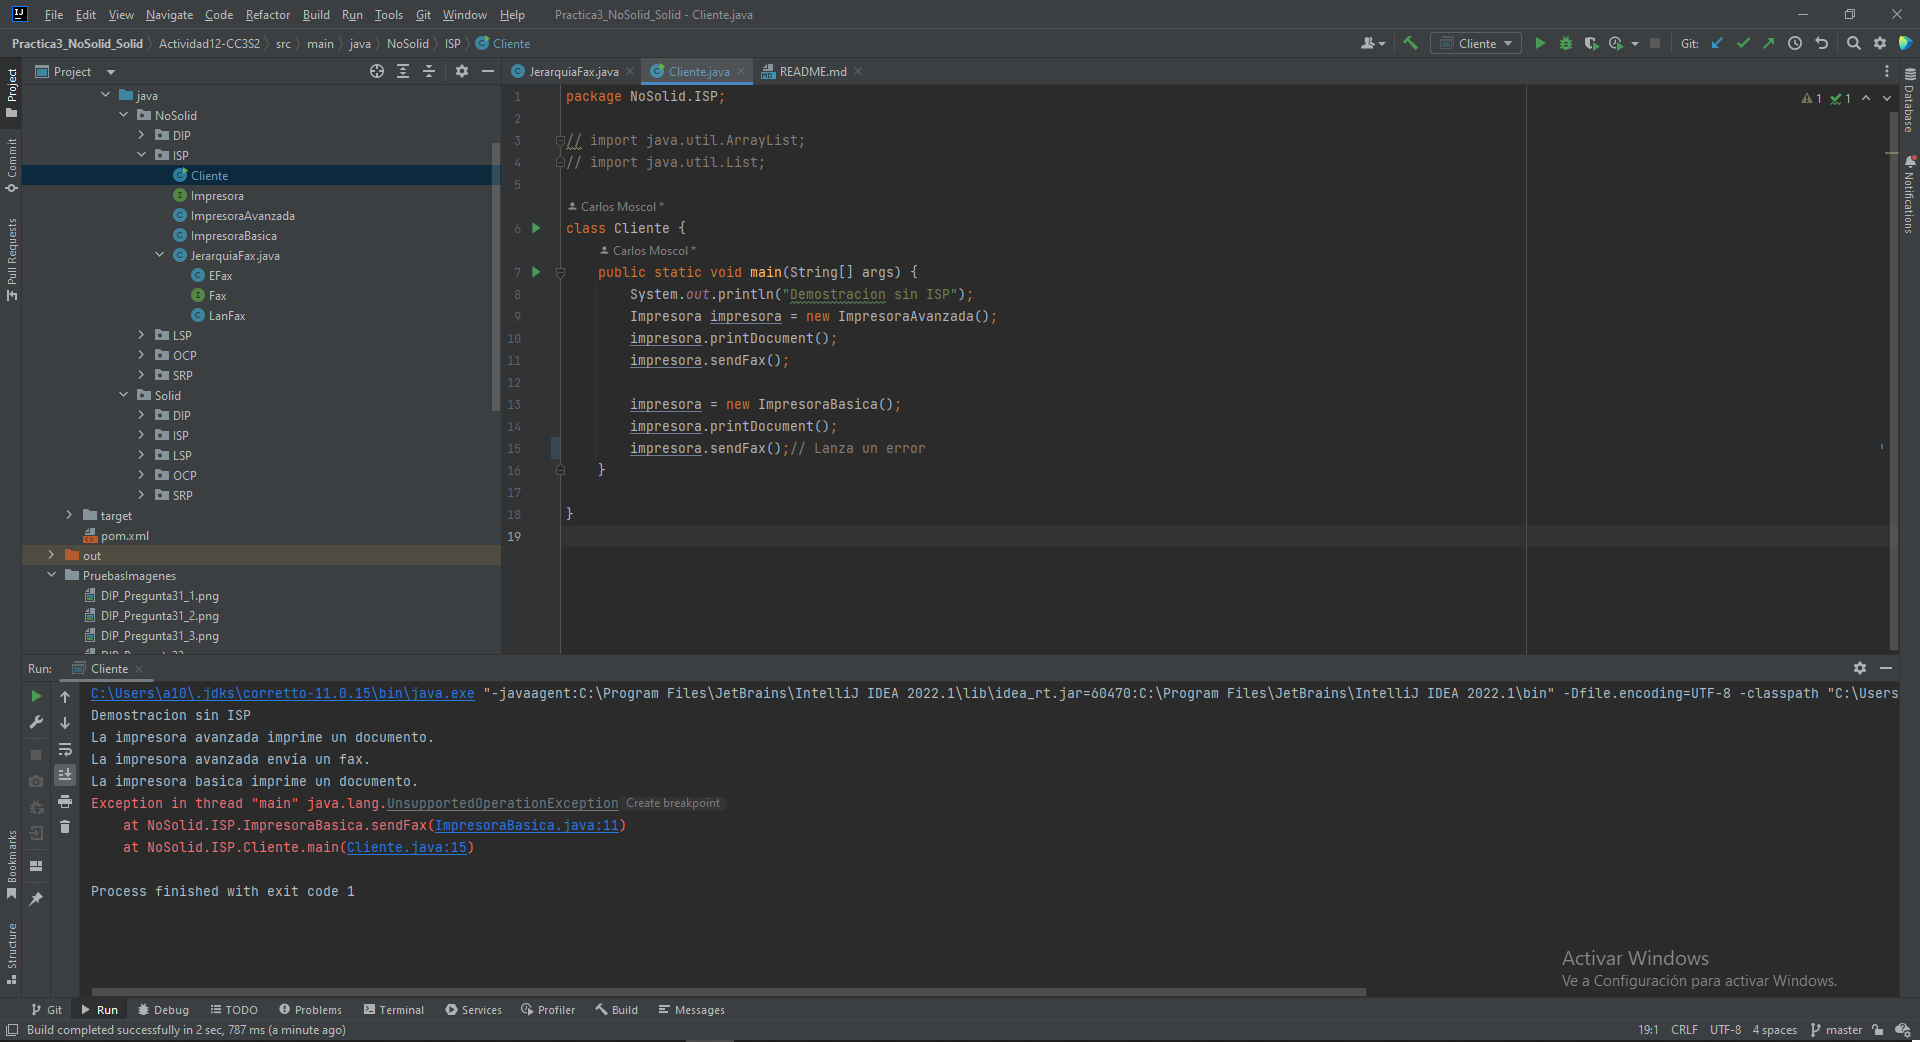 File Edit View Navigate Code Refactor Build Run Tools Git Window Help Practica3_NoSolid_Solid - Cliente.java
Practica3_NoSolid_Solid Actividad12-CC3S2 src main java NoSolid ISP Cliente
Cliente Git:
Project
JerarquiaFax.java Cliente.java README.md
Project
Commit
Pull Requests
Bookmarks
Structure
Database
Notifications
java
NoSolid
DIP
ISP
Cliente
Impresora
ImpresoraAvanzada
ImpresoraBasica
JerarquiaFax.java
EFax
Fax
LanFax
LSP
OCP
SRP
Solid
DIP
ISP
LSP
OCP
SRP
target
pom.xml
out
PruebasImagenes
DIP_Pregunta31_1.png
DIP_Pregunta31_2.png
DIP_Pregunta31_3.png
1 package NoSolid.ISP;
1 1
2
3 // import java.util.ArrayList;
4 // import java.util.List;
5
Carlos Moscol *
6 class Cliente {
Carlos Moscol *
7 public static void main(String[] args) {
8 System.out.println("Demostracion sin ISP");
9 Impresora impresora = new ImpresoraAvanzada();
10 impresora.printDocument();
11 impresora.sendFax();
12
13 impresora = new ImpresoraBasica();
14 impresora.printDocument();
15 impresora.sendFax();// Lanza un error
16 }
17
18 }
19
Run: Cliente
C:\Users\a10\.jdks\corretto-11.0.15\bin\java.exe "-javaagent:C:\Program Files\JetBrains\IntelliJ IDEA 2022.1\lib\idea_rt.jar=60470:C:\Program Files\JetBrains\IntelliJ IDEA 2022.1\bin" -Dfile.encoding=UTF-8 -classpath "C:\Users
Demostracion sin ISP
La impresora avanzada imprime un documento.
La impresora avanzada envía un fax.
La impresora basica imprime un documento.
Exception in thread "main" java.lang.UnsupportedOperationException Create breakpoint
at NoSolid.ISP.ImpresoraBasica.sendFax(ImpresoraBasica.java:11)
at NoSolid.ISP.Cliente.main(Cliente.java:15)
Process finished with exit code 1
Activar Windows
Ve a Configuración para activar Windows.
Git Run Debug TODO Problems Terminal Services Profiler Build Messages
Build completed successfully in 2 sec, 787 ms (a minute ago) 19:1 CRLF UTF-8 4 spaces master